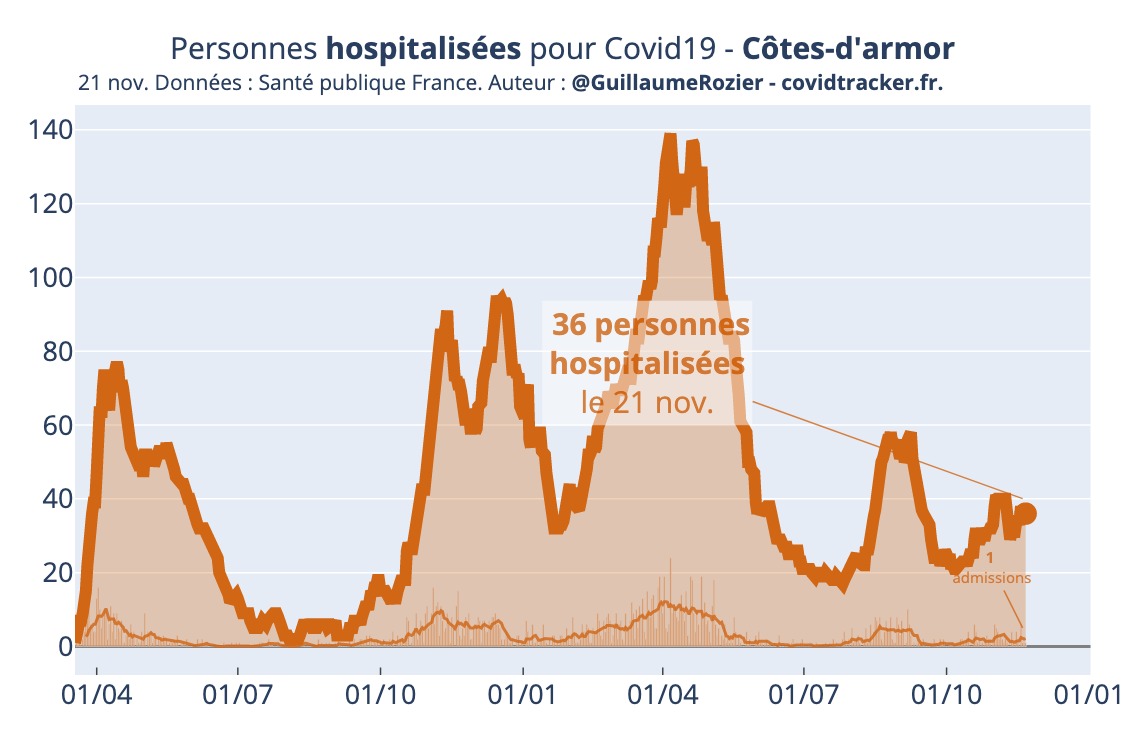 Personnes hospitalisées pour Covid19 - Côtes-d'armor
21 nov. Données : Santé publique France. Auteur : @GuillaumeRozier - covidtracker.fr.
140
120
100
80
60
40
20
0
36 personnes
hospitalisées
le 21 nov.
1
admissions
01/04
01/07
01/10
01/01
01/04
01/07
01/10
01/01